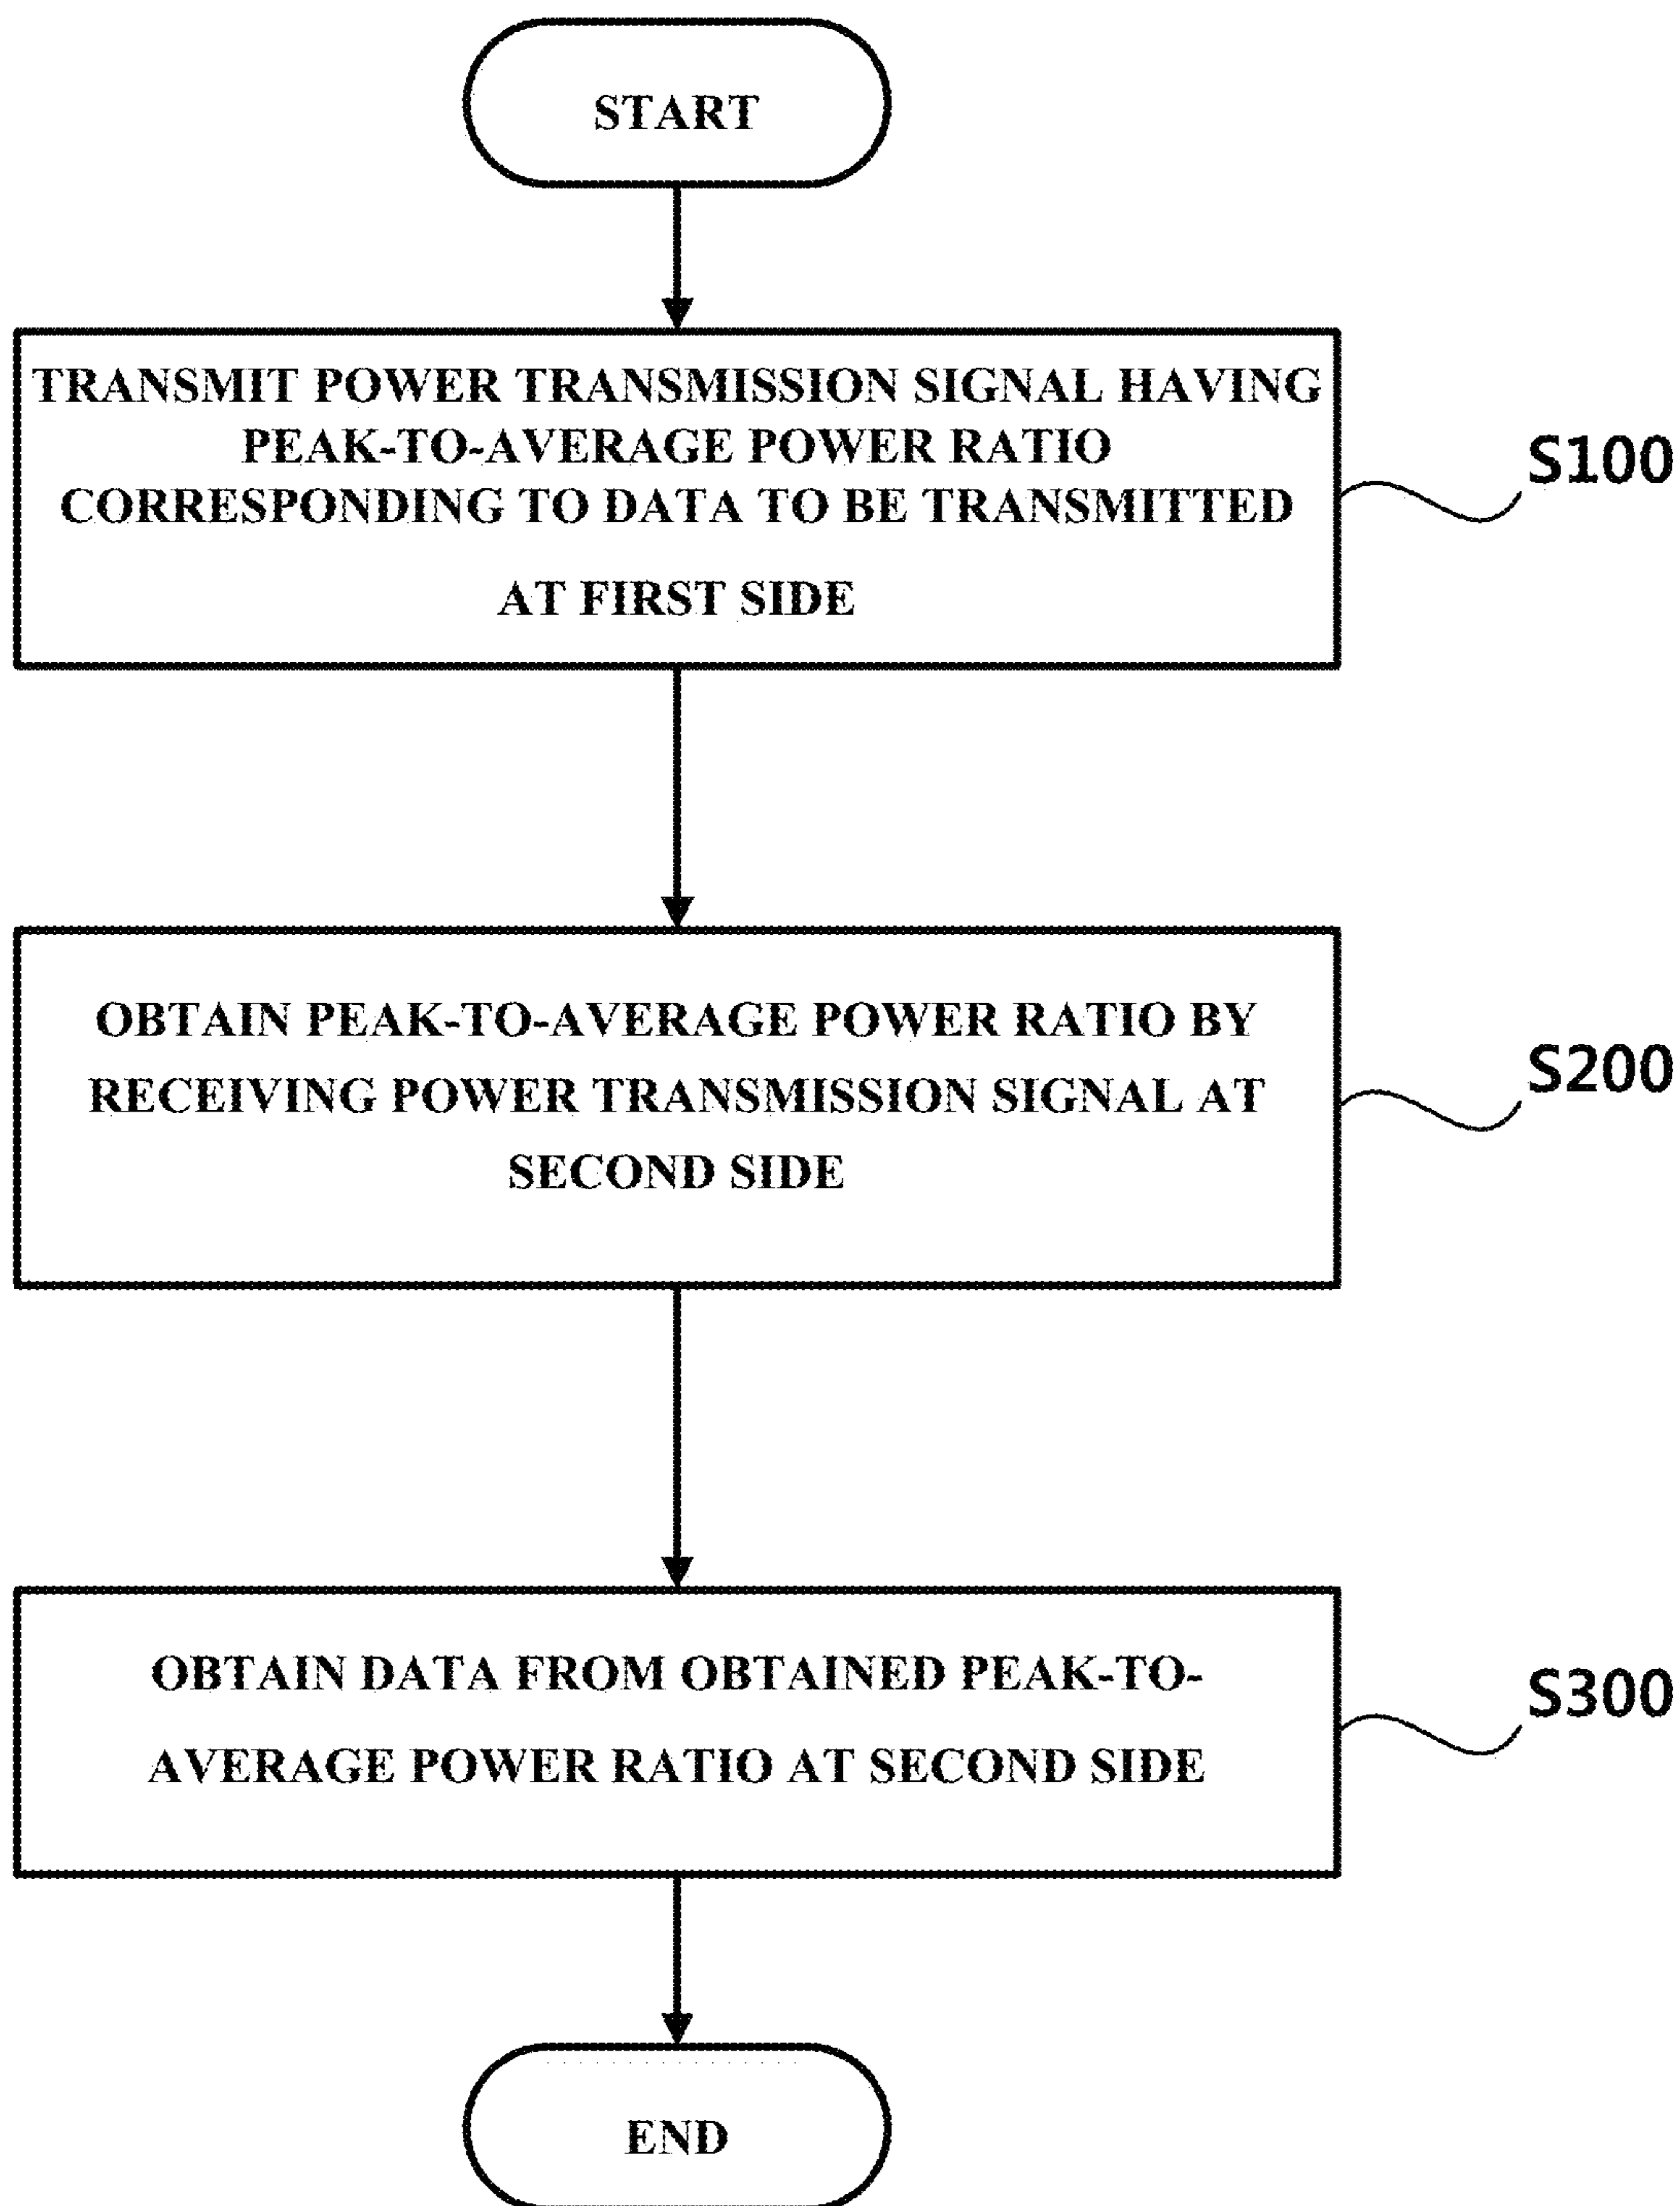 START
TRANSMIT POWER TRANSMISSION SIGNAL HAVING
PEAK-TO-AVERAGE POWER RATIO
CORRESPONDING TO DATA TO BE TRANSMITTED
AT FIRST SIDE
S100
OBTAIN PEAK-TO-AVERAGE POWER RATIO BY
RECEIVING POWER TRANSMISSION SIGNAL AT
SECOND SIDE
S200
OBTAIN DATA FROM OBTAINED PEAK-TO-
AVERAGE POWER RATIO AT SECOND SIDE
S300
END